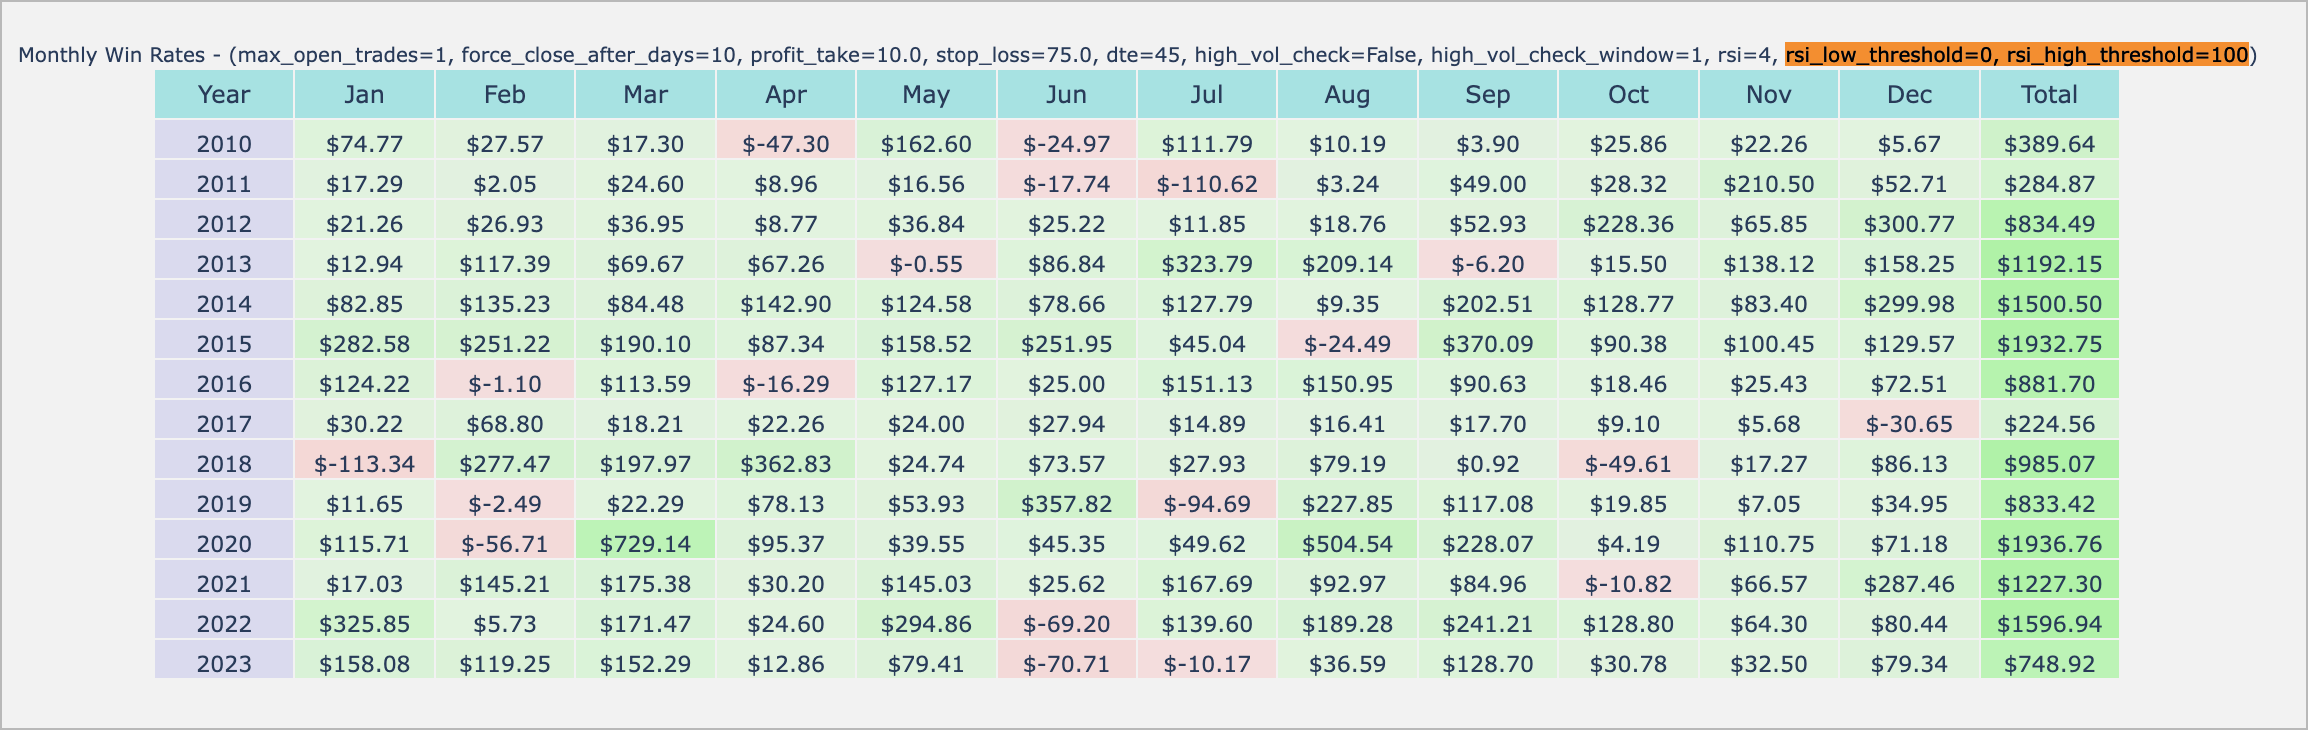 Monthly Win Rates - (max_open_trades=1, force_close_after_days=10, profit_take=10.0, stop_loss=75.0, dte=45, high_vol_check=False, high_vol_check_window=1, rsi=4, rsi_low_threshold=0, rsi_high_threshold=100)
Year Jan Feb Mar Apr May Jun Jul Aug Sep Oct Nov Dec Total
2010 $74.77 $27.57 $17.30 $-47.30 $162.60 $-24.97 $111.79 $10.19 $3.90 $25.86 $22.26 $5.67 $389.64
2011 $17.29 $2.05 $24.60 $8.96 $16.56 $-17.74 $-110.62 $3.24 $49.00 $28.32 $210.50 $52.71 $284.87
2012 $21.26 $26.93 $36.95 $8.77 $36.84 $25.22 $11.85 $18.76 $52.93 $228.36 $65.85 $300.77 $834.49
2013 $12.94 $117.39 $69.67 $67.26 $-0.55 $86.84 $323.79 $209.14 $-6.20 $15.50 $138.12 $158.25 $1192.15
2014 $82.85 $135.23 $84.48 $142.90 $124.58 $78.66 $127.79 $9.35 $202.51 $128.77 $83.40 $299.98 $1500.50
2015 $282.58 $251.22 $190.10 $87.34 $158.52 $251.95 $45.04 $-24.49 $370.09 $90.38 $100.45 $129.57 $1932.75
2016 $124.22 $-1.10 $113.59 $-16.29 $127.17 $25.00 $151.13 $150.95 $90.63 $18.46 $25.43 $72.51 $881.70
2017 $30.22 $68.80 $18.21 $22.26 $24.00 $27.94 $14.89 $16.41 $17.70 $9.10 $5.68 $-30.65 $224.56
2018 $-113.34 $277.47 $197.97 $362.83 $24.74 $73.57 $27.93 $79.19 $0.92 $-49.61 $17.27 $86.13 $985.07
2019 $11.65 $-2.49 $22.29 $78.13 $53.93 $357.82 $-94.69 $227.85 $117.08 $19.85 $7.05 $34.95 $833.42
2020 $115.71 $-56.71 $729.14 $95.37 $39.55 $45.35 $49.62 $504.54 $228.07 $4.19 $110.75 $71.18 $1936.76
2021 $17.03 $145.21 $175.38 $30.20 $145.03 $25.62 $167.69 $92.97 $84.96 $-10.82 $66.57 $287.46 $1227.30
2022 $325.85 $5.73 $171.47 $24.60 $294.86 $-69.20 $139.60 $189.28 $241.21 $128.80 $64.30 $80.44 $1596.94
2023 $158.08 $119.25 $152.29 $12.86 $79.41 $-70.71 $-10.17 $36.59 $128.70 $30.78 $32.50 $79.34 $748.92